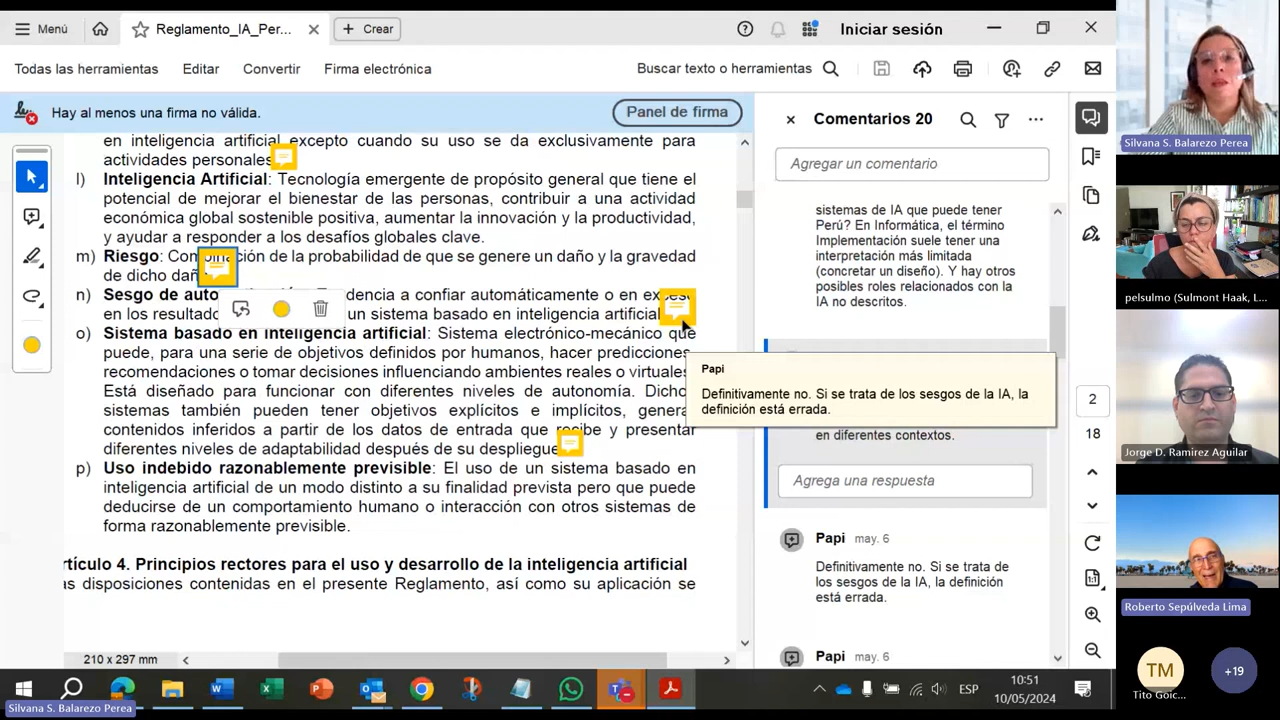 Menú
Reglamento_IA_Per...
Crear
Iniciar sesión
Todas las herramientas
Editar
Convertir
Firma electrónica
Buscar texto o herramientas
Hay al menos una firma no válida.
Panel de firma
en inteligencia artificial excepto cuando su uso se da exclusivamente para
actividades personales
l) Inteligencia Artificial: Tecnología emergente de propósito general que tiene el
potencial de mejorar el bienestar de las personas, contribuir a una actividad
económica global sostenible positiva, aumentar la innovación y la productividad,
y ayudar a responder a los desafíos globales clave.
m) Riesgo: Combinación de la probabilidad de que se genere un daño y la gravedad
de dicho daño
n) Sesgo de auto ndencia a confiar automáticamente o en exceso
en los resultado un sistema basado en inteligencia artificial
o) Sistema basado en inteligencia artificial: Sistema electrónico-mecánico que
puede, para una serie de objetivos definidos por humanos, hacer predicciones,
recomendaciones o tomar decisiones influenciando ambientes reales o virtuales
Está diseñado para funcionar con diferentes niveles de autonomía. Dicho
sistemas también pueden tener objetivos explícitos e implícitos, genera
contenidos inferidos a partir de los datos de entrada que recibe y presentar
diferentes niveles de adaptabilidad después de su despliegue
p) Uso indebido razonablemente previsible: El uso de un sistema basado en
inteligencia artificial de un modo distinto a su finalidad prevista pero que puede
deducirse de un comportamiento humano o interacción con otros sistemas de
forma razonablemente previsible.
rtículo 4. Principios rectores para el uso y desarrollo de la inteligencia artificial
as disposiciones contenidas en el presente Reglamento, así como su aplicación se
210 x 297 mm
Comentarios 20
Agregar un comentario
sistemas de IA que puede tener
Perú? En Informática, el término
Implementación suele tener una
interpretación más limitada
(concretar un diseño). Y hay otros
posibles roles relacionados con la
IA no descritos.
Papi
Definitivamente no. Si se trata de los sesgos de la IA, la
definición está errada.
en diferentes contextos.
Agrega una respuesta
Papi may. 6
Definitivamente no. Si se trata de
los sesgos de la IA, la definición
está errada.
Papi may. 6
2
18
1:1
Silvana S. Balarezo Perea
pelsulmo (Sulmont Haak, L...
Jorge D. Ramirez Aguilar
Roberto Sepúlveda Lima
TM
Tito Goic...
+19
Silvana S. Balarezo Perea
ESP
10:51
10/05/2024